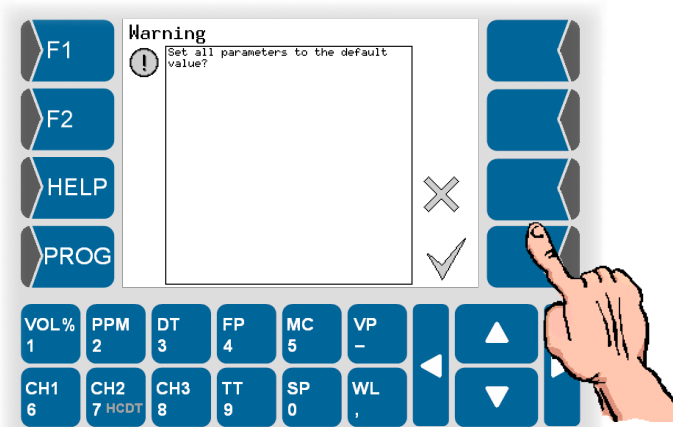 F1
F2
HELP
PROG
Warning
Set all parameters to the default
value?
VOL% PPM DT FP MC VP
1 2 3 4 5 –
CH1 CH2 CH3 TT SP WL
6 7 HCDT 8 9 0 ,